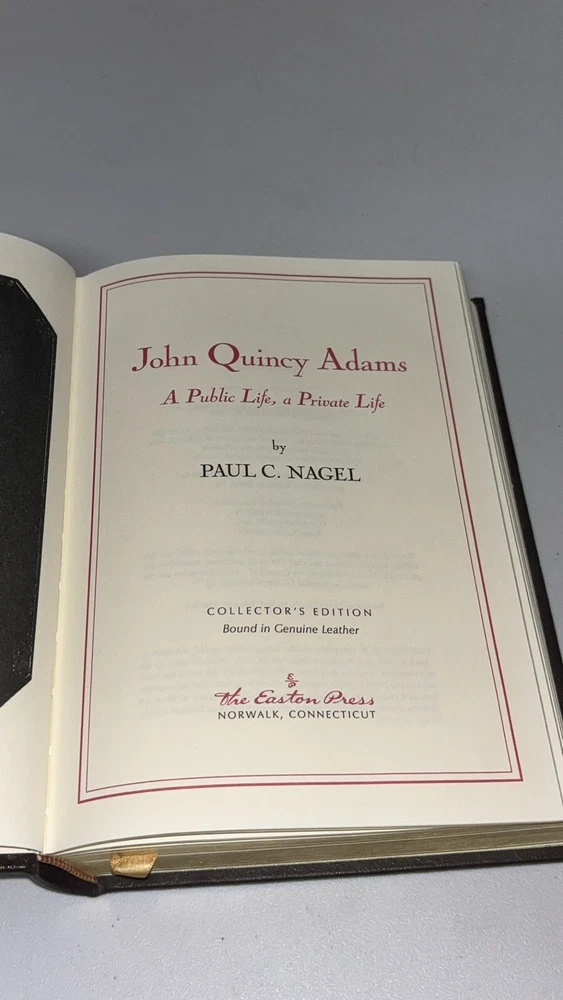 John Quincy Adams
A Public Life, a Private Life
by
PAUL C. NAGEL
COLLECTOR'S EDITION
Bound in Genuine Leather
The Easton Press
NORWALK, CONNECTICUT